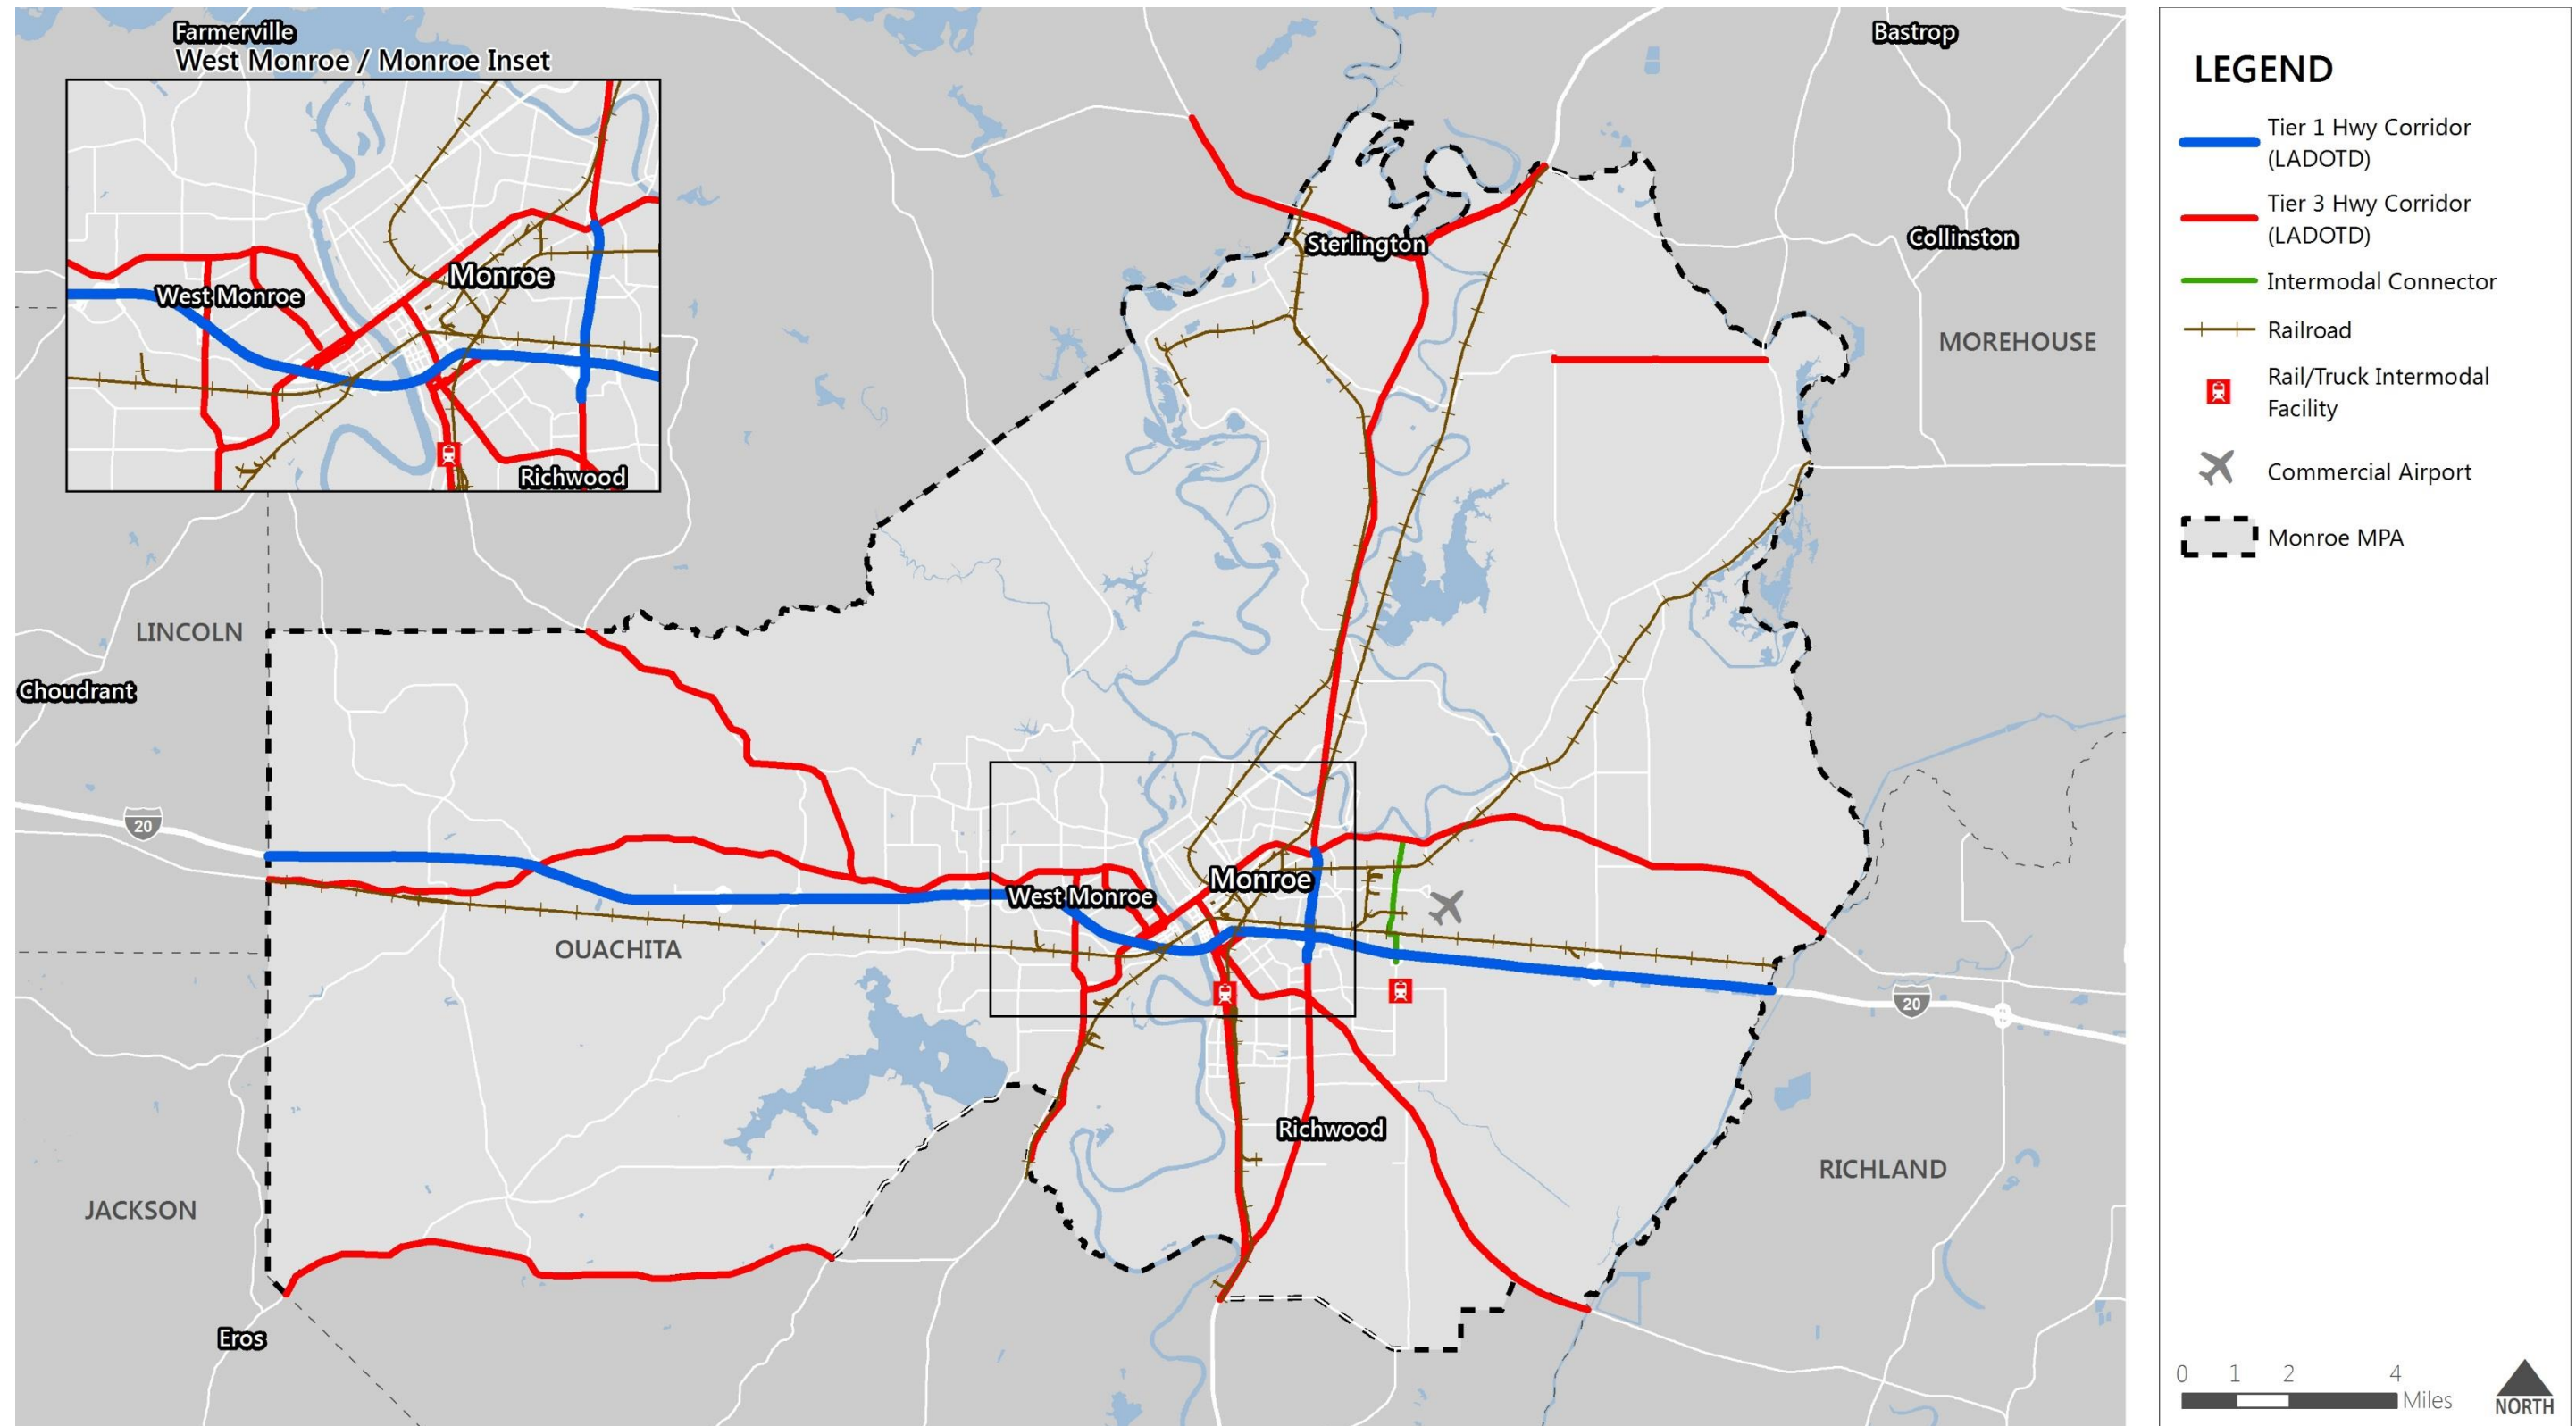 Farmerville
West Monroe / Monroe Inset
West Monroe
Monroe
Richwood
Bastrop
Sterlington
Collinston
MOREHOUSE
LINCOLN
Choudrant
20
West Monroe
Monroe
OUACHITA
20
Richwood
RICHLAND
JACKSON
Eros
LEGEND
Tier 1 Hwy Corridor
(LADOTD)
Tier 3 Hwy Corridor
(LADOTD)
Intermodal Connector
Railroad
Rail/Truck Intermodal
Facility
Commercial Airport
Monroe MPA
0 1 2 4
Miles
NORTH